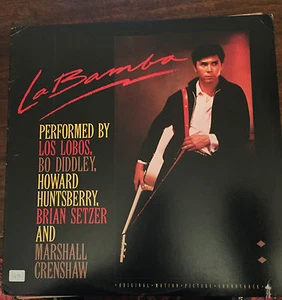 La Bamba
PERFORMED BY
LOS LOBOS,
BO DIDDLEY,
HOWARD
HUNTSBERRY,
BRIAN SETZER
AND
MARSHALL
CRENSHAW
• ORIGINAL • MOTION • PICTURE • SOUNDTRACK •